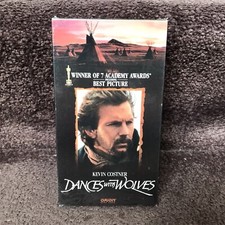 WINNER OF 7 ACADEMY AWARDS
BEST PICTURE
KEVIN COSTNER
DANCES WITH WOLVES